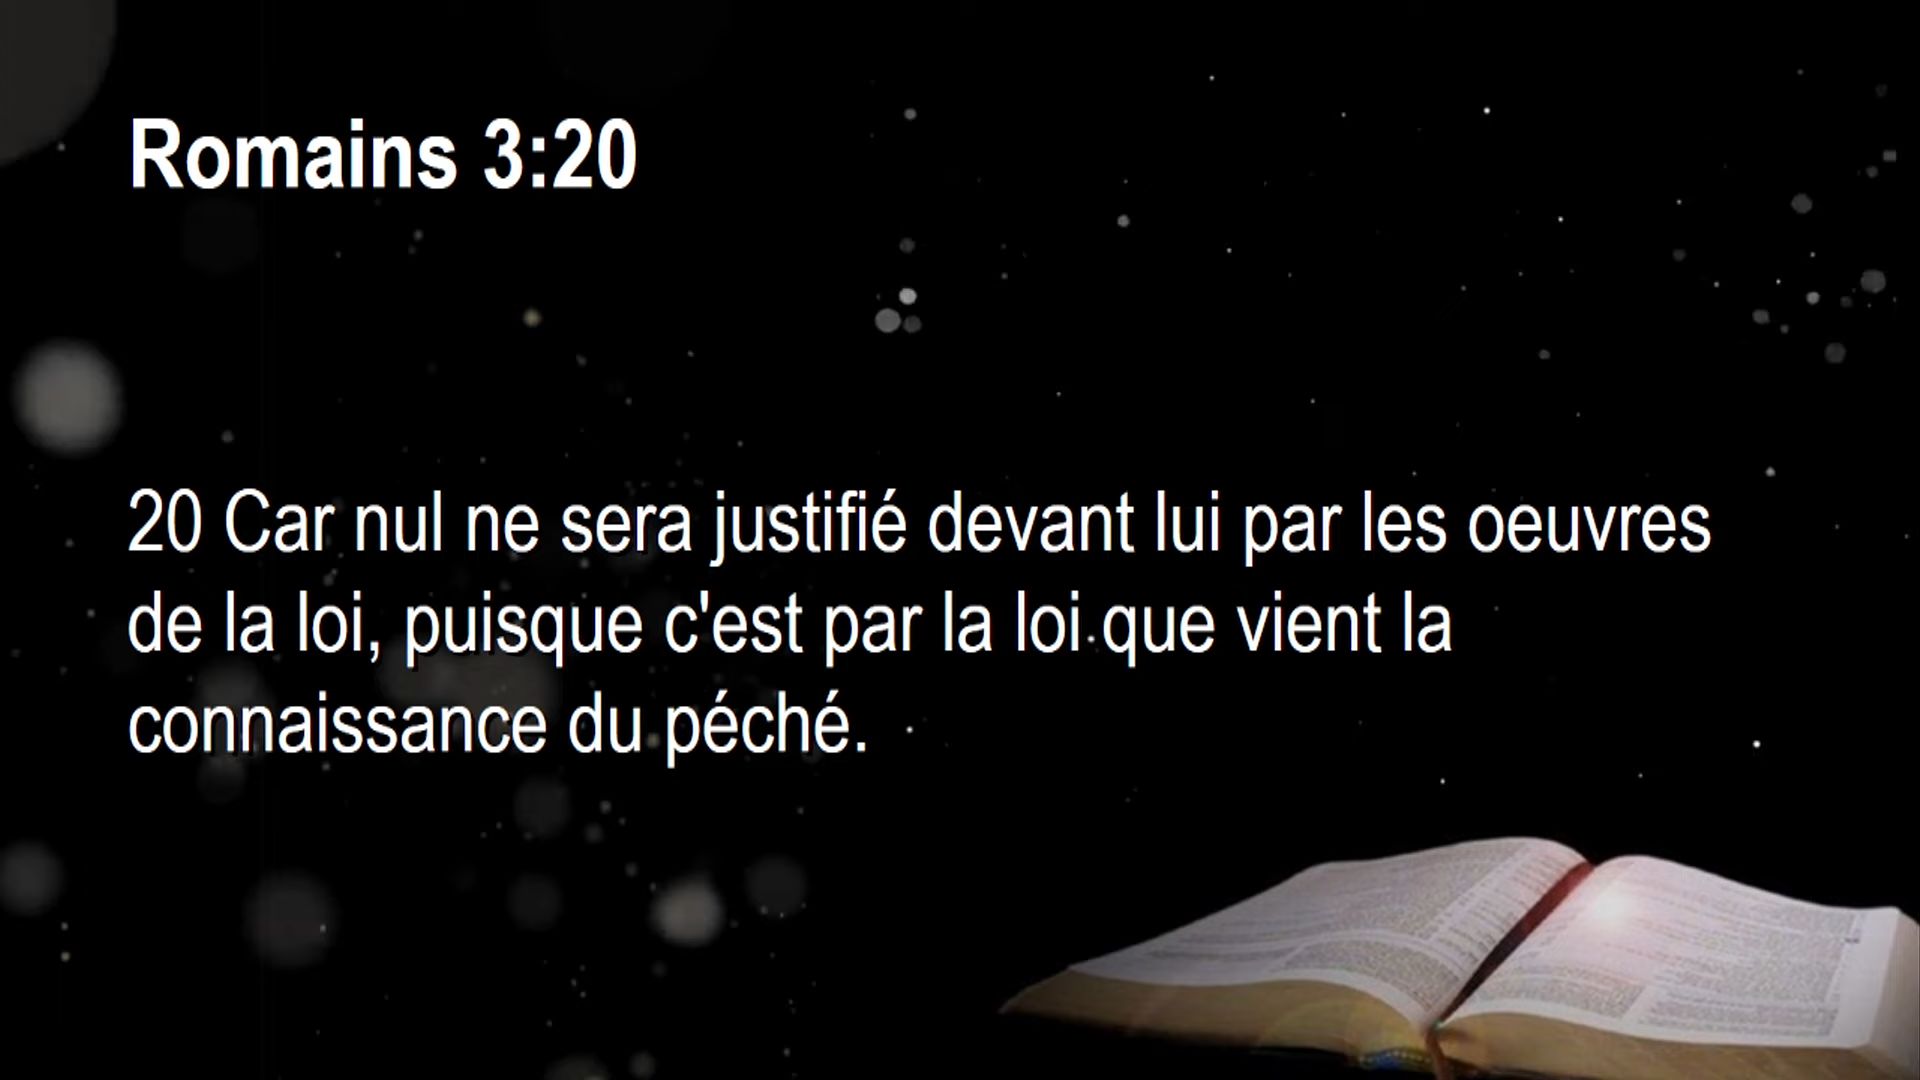 Romains 3:20
20 Car nul ne sera justifié devant lui par les oeuvres
de la loi, puisque c'est par la loi que vient la
connaissance du péché.